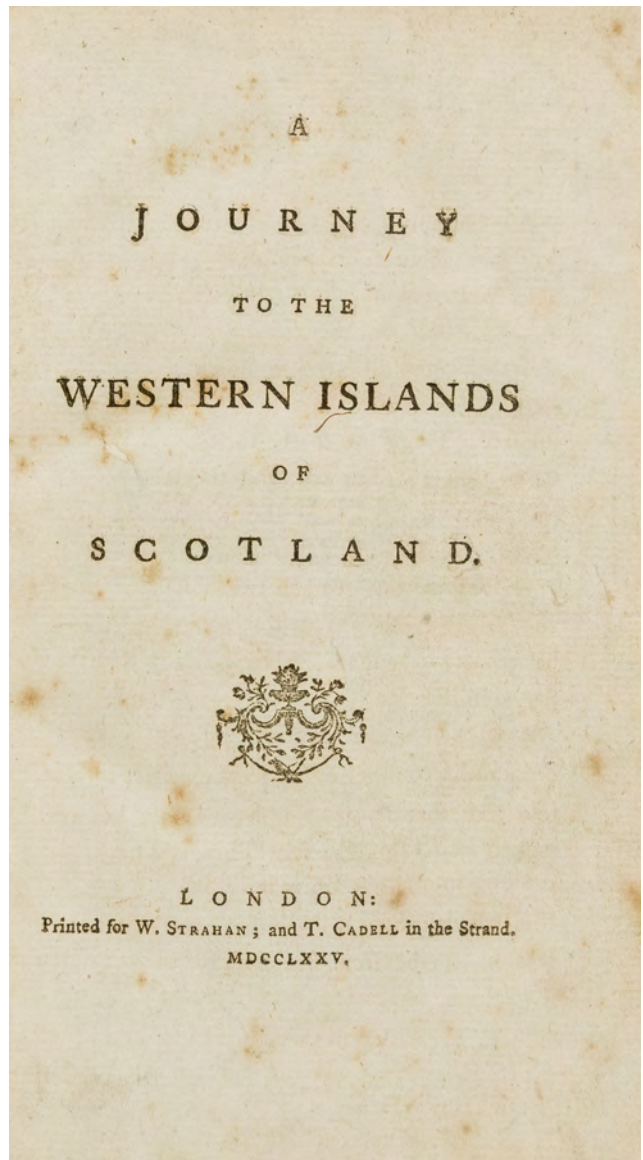 A
JOURNEY
TO THE
WESTERN ISLANDS
OF
SCOTLAND.
LONDON:
Printed for W. STRAHAN; and T. CADELL in the Strand.
MDCCLXXV.